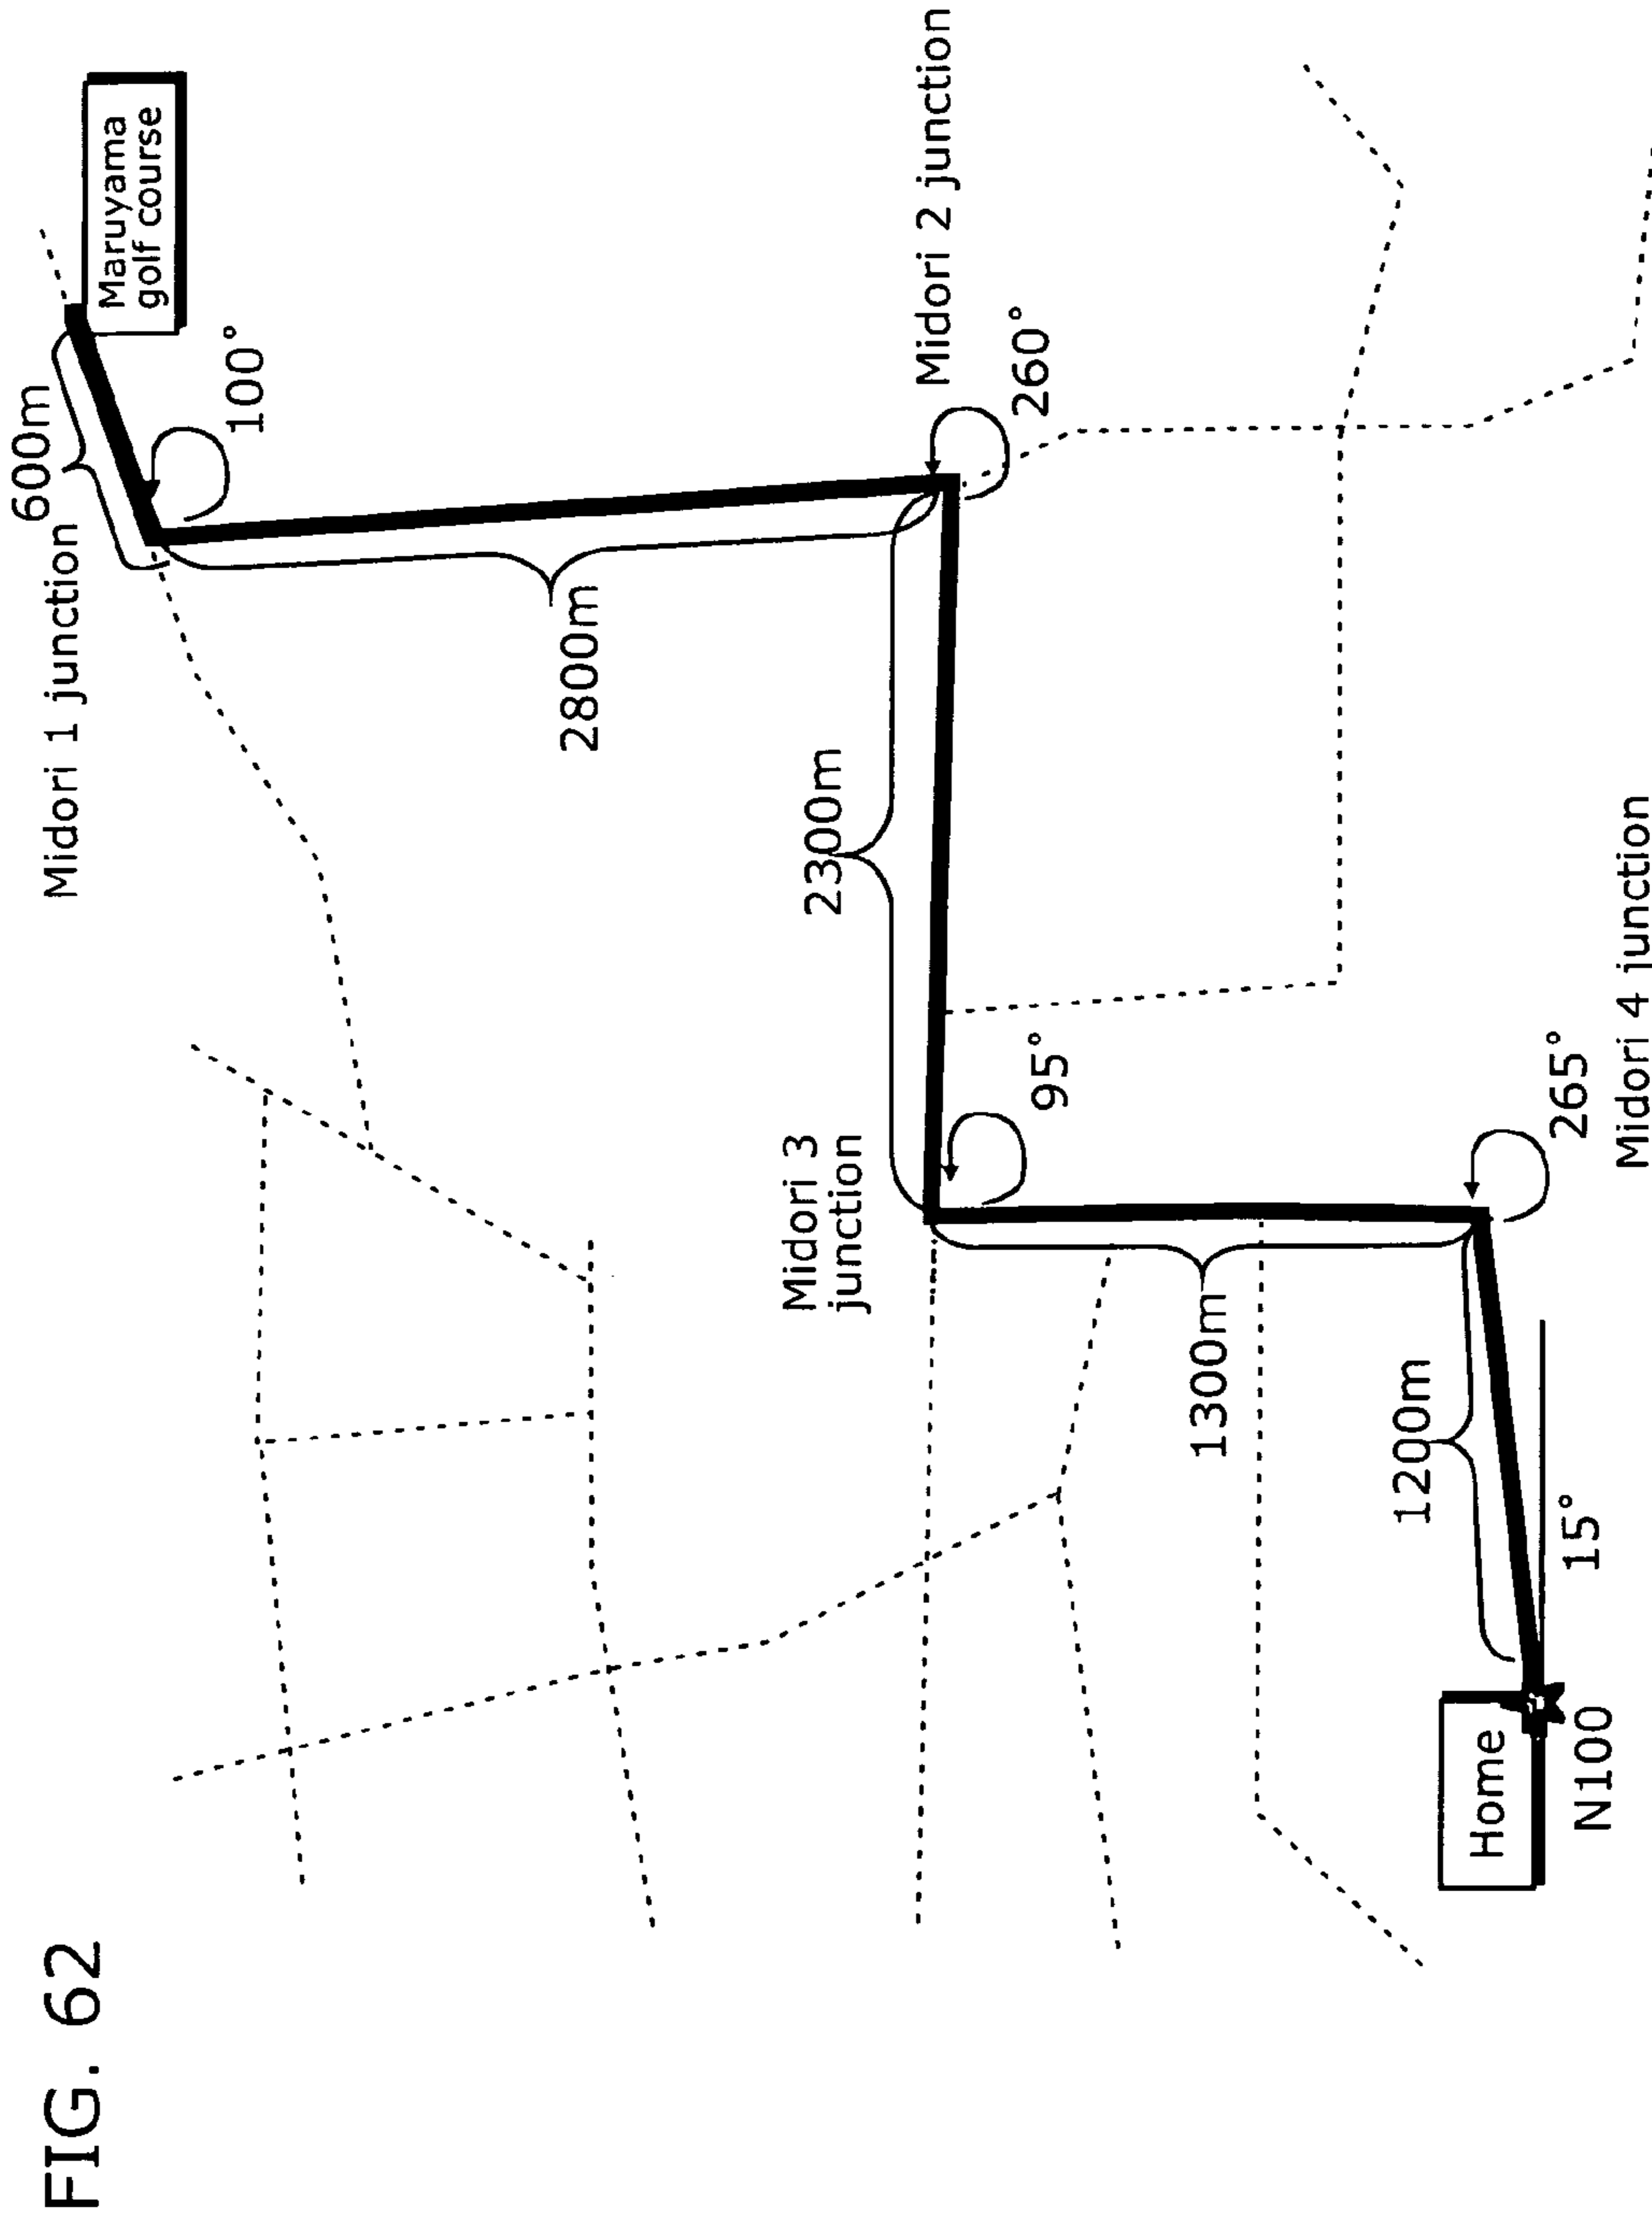 FIG. 62
Midori 1 junction
600m
Maruyama
golf course
100°
2800m
Midori 2 junction
260°
2300m
Midori 3
junction
95°
1300m
265°
Midori 4 junction
1200m
15°
Home
N100